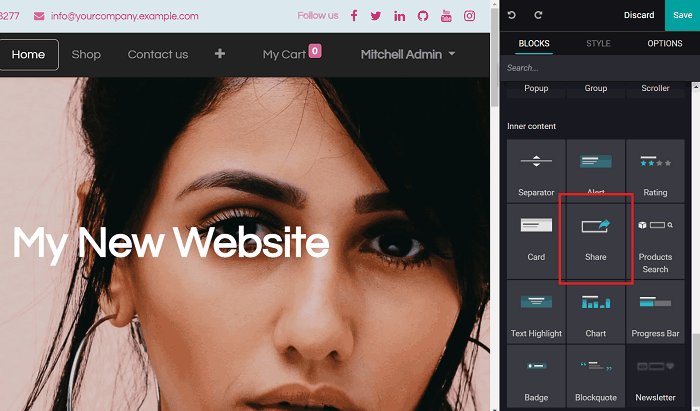 3277 info@yourcompany.example.com Follow us You Tube
Discard Save
Home Shop Contact us + My Cart 0 Mitchell Admin
BLOCKS STYLE OPTIONS
Search...
Popup Group Scroller
Inner content
Separator Alert Rating
My New Website
Card Share Products Search
Text Highlight Chart Progress Bar
Badge Blockquote Newsletter